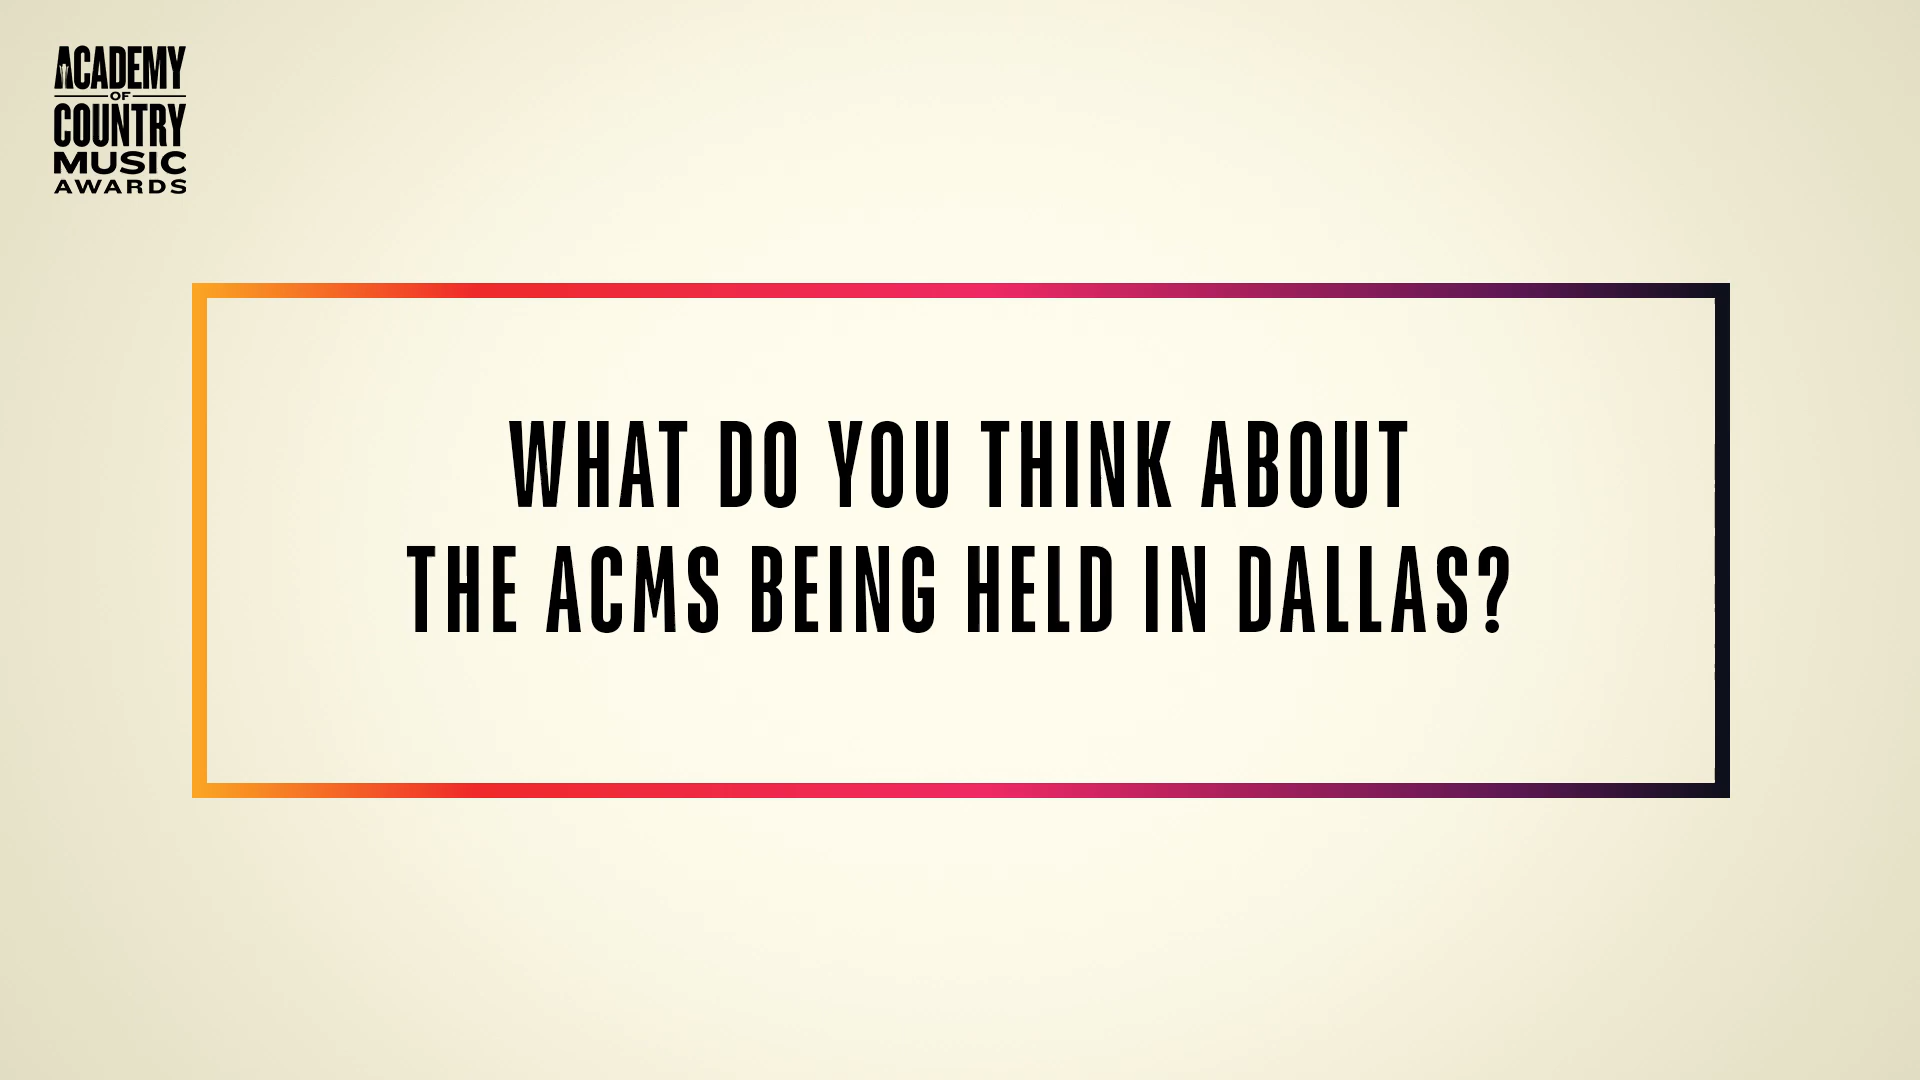 ACADEMY
OF
COUNTRY
MUSIC
AWARDS
WHAT DO YOU THINK ABOUT
THE ACMS BEING HELD IN DALLAS?